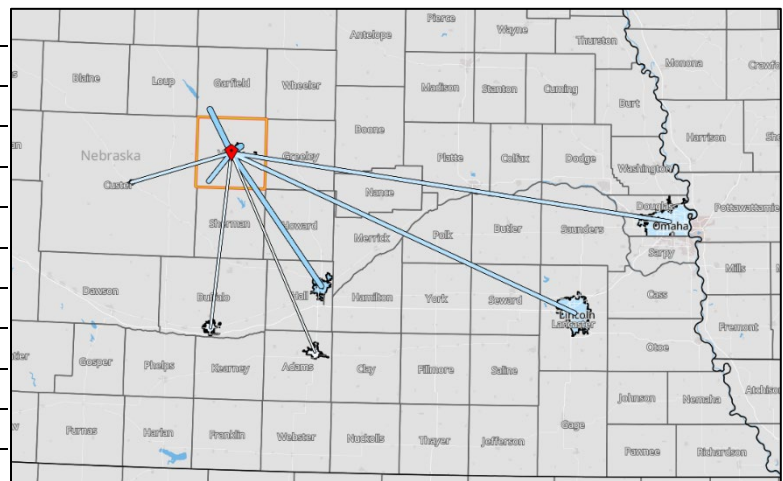 Pierce
Wayne
Antelope
Thurston
Monona
Crawf
Blaine
Loup
Garfield
Wheeler
Madison
Stanton
Cuming
Burt
Boone
Harrison
Nebraska
Greeley
Platte
Colfax
Dodge
Washington
Custer
Nance
Douglas
Pottawattamie
Sherman
Howard
Merrick
Polk
Butler
Saunders
Omaha
Sarpy
Mills
Dawson
Buffalo
Hall
Hamilton
York
Seward
Cass
Lincoln
Lancaster
Fremont
Otoe
Gosper
Phelps
Kearney
Adams
Clay
Fillmore
Saline
Johnson
Nemaha
Atchiso
Furnas
Harlan
Franklin
Webster
Nuckolls
Thayer
Jefferson
Gage
Pawnee
Richardson